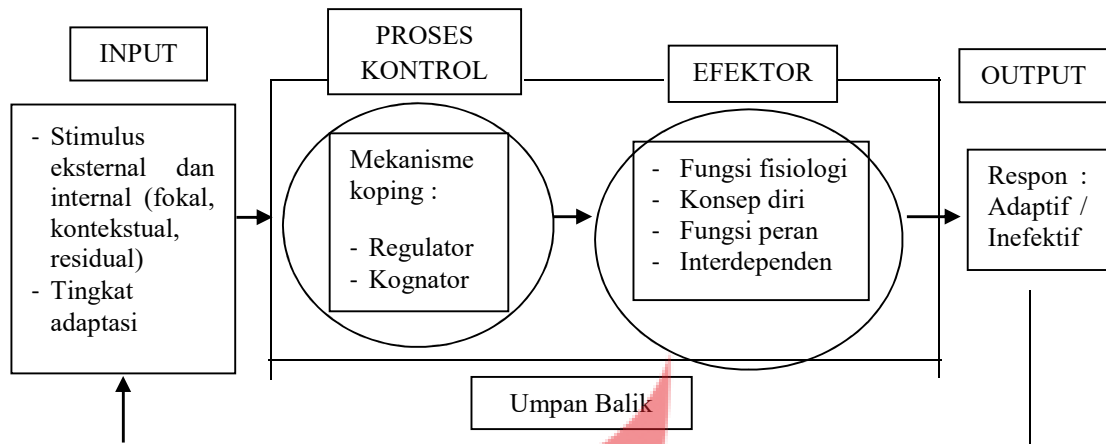 INPUT
PROSES
KONTROL
EFEKTOR
OUTPUT
- Stimulus
eksternal dan
internal (fokal,
kontekstual,
residual)
- Tingkat
adaptasi
Mekanisme
koping :
- Regulator
- Kognator
- Fungsi fisiologi
- Konsep diri
- Fungsi peran
- Interdependen
Respon :
Adaptif /
Inefektif
Umpan Balik